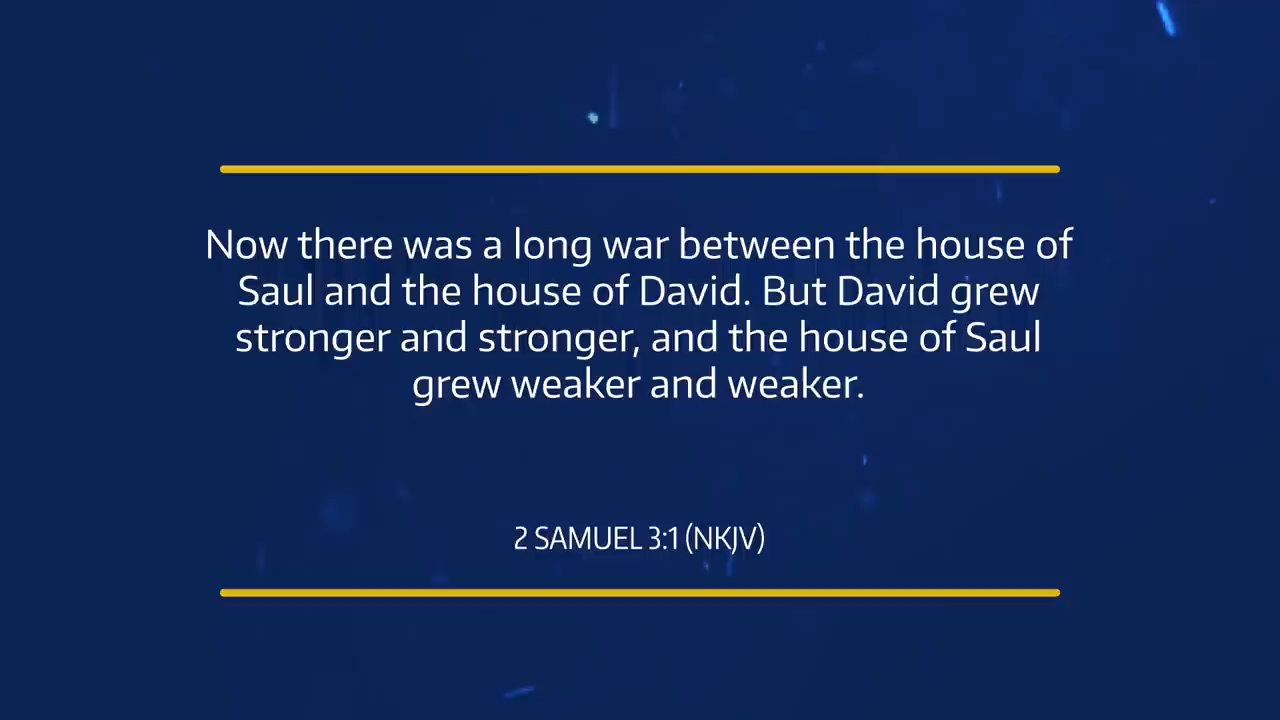 Now there was a long war between the house of
Saul and the house of David. But David grew
stronger and stronger, and the house of Saul
grew weaker and weaker.
2 SAMUEL 3:1 (NKJV)